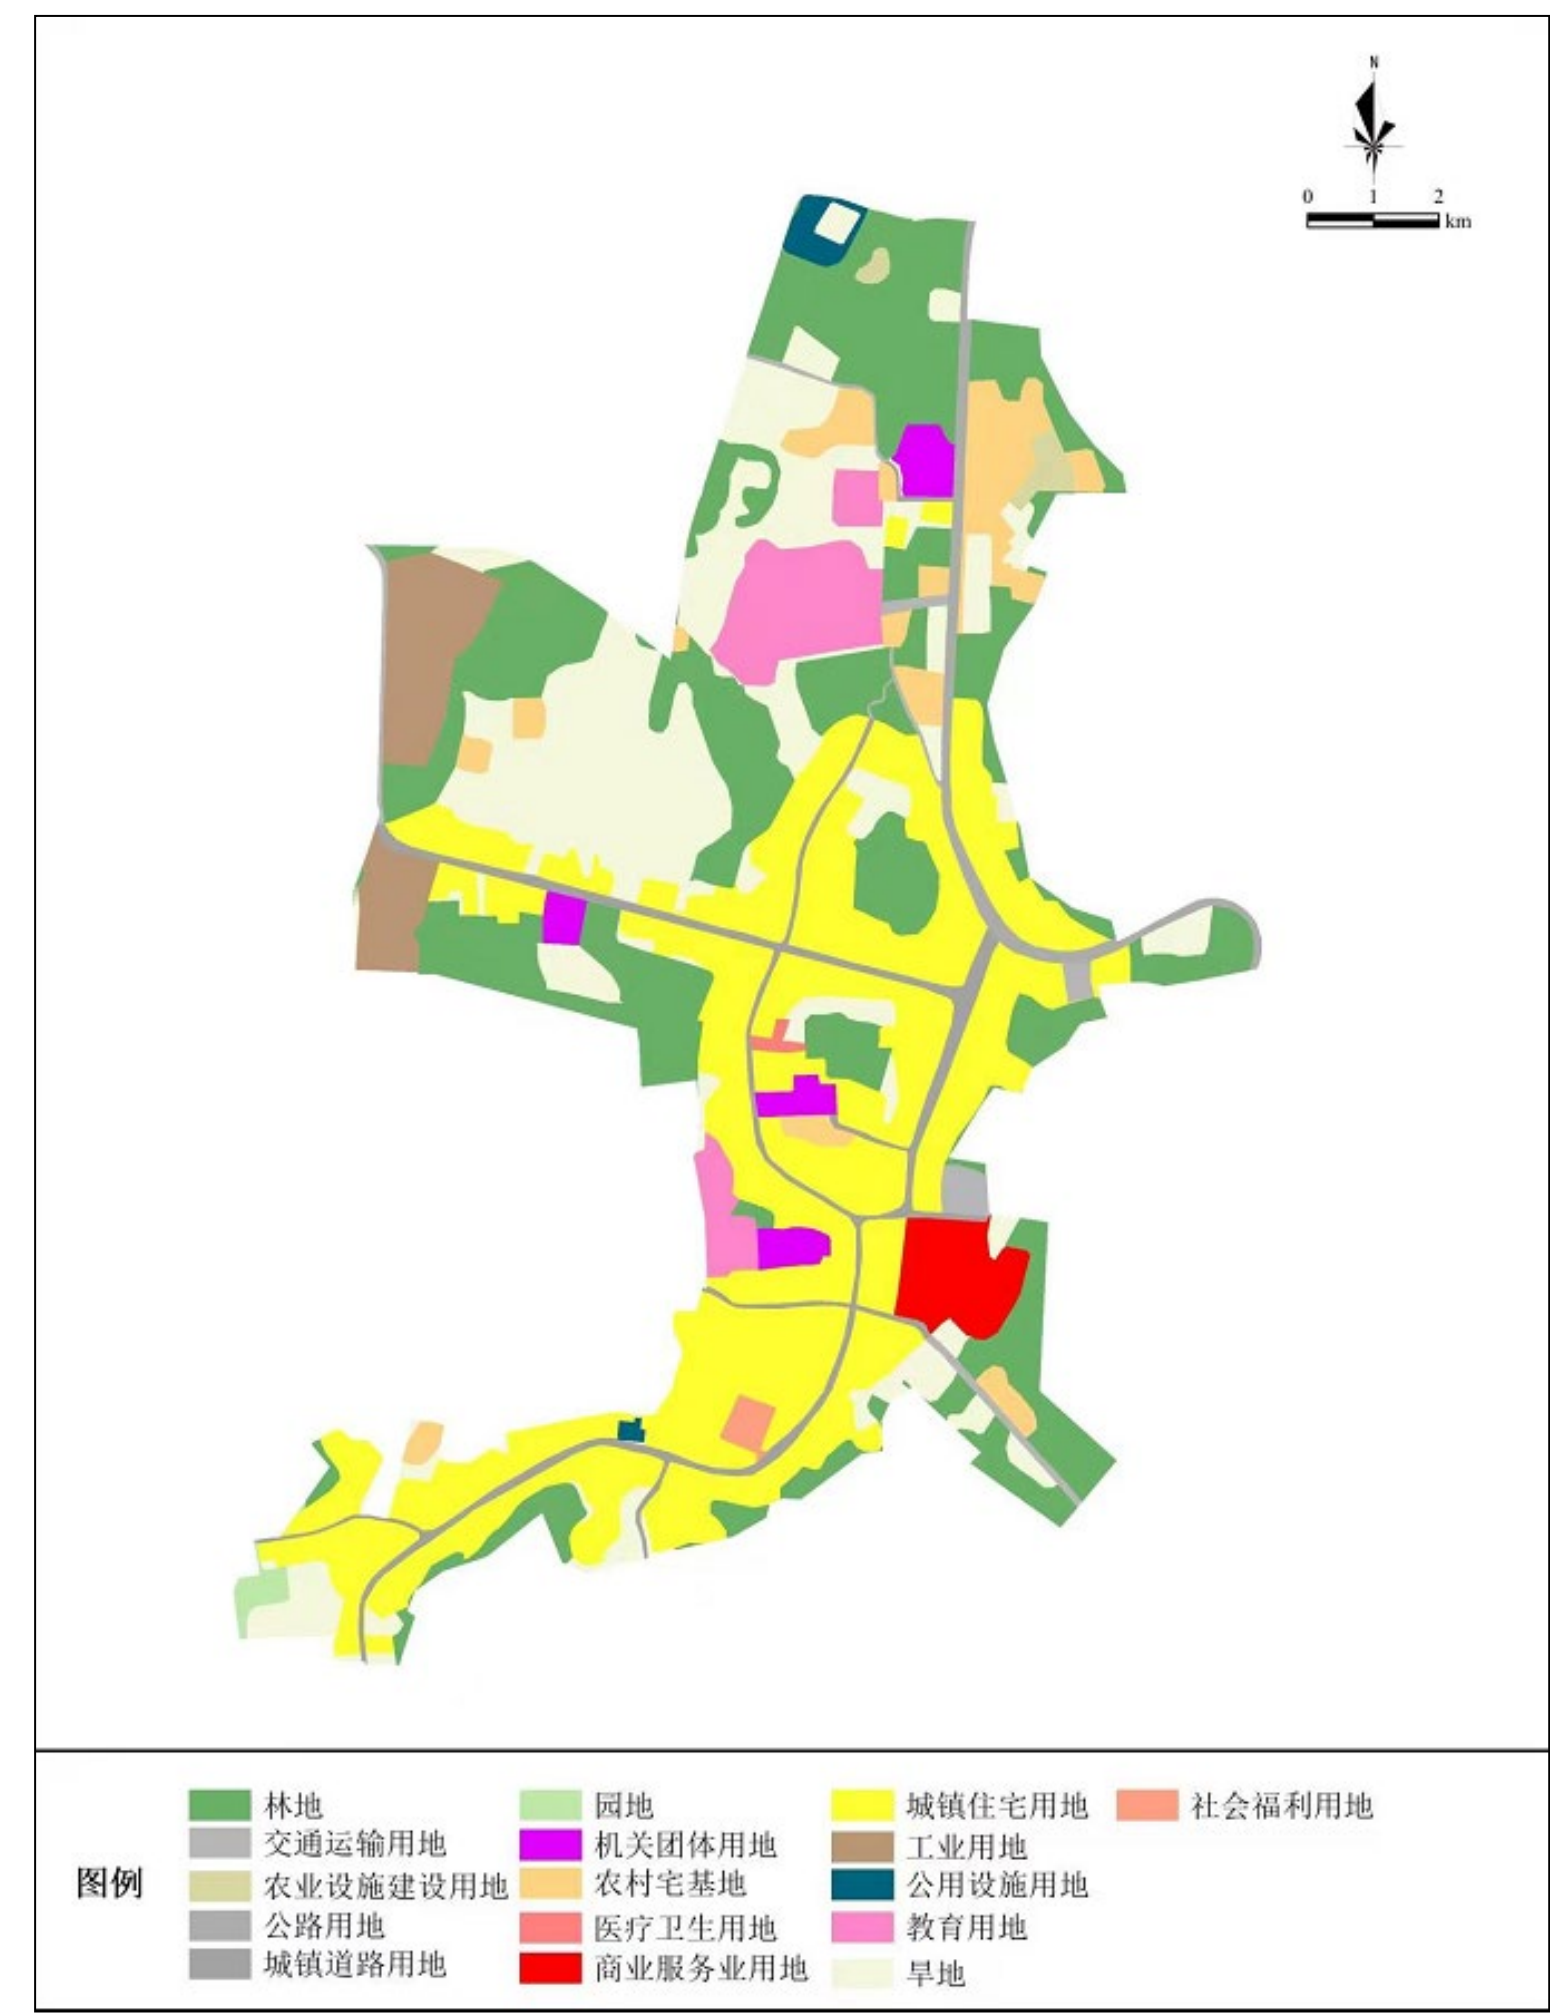 N
0 1 2
km
图例
林地
交通运输用地
农业设施建设用地
公路用地
城镇道路用地
园地
机关团体用地
农村宅基地
医疗卫生用地
商业服务业用地
城镇住宅用地
工业用地
公用设施用地
教育用地
旱地
社会福利用地